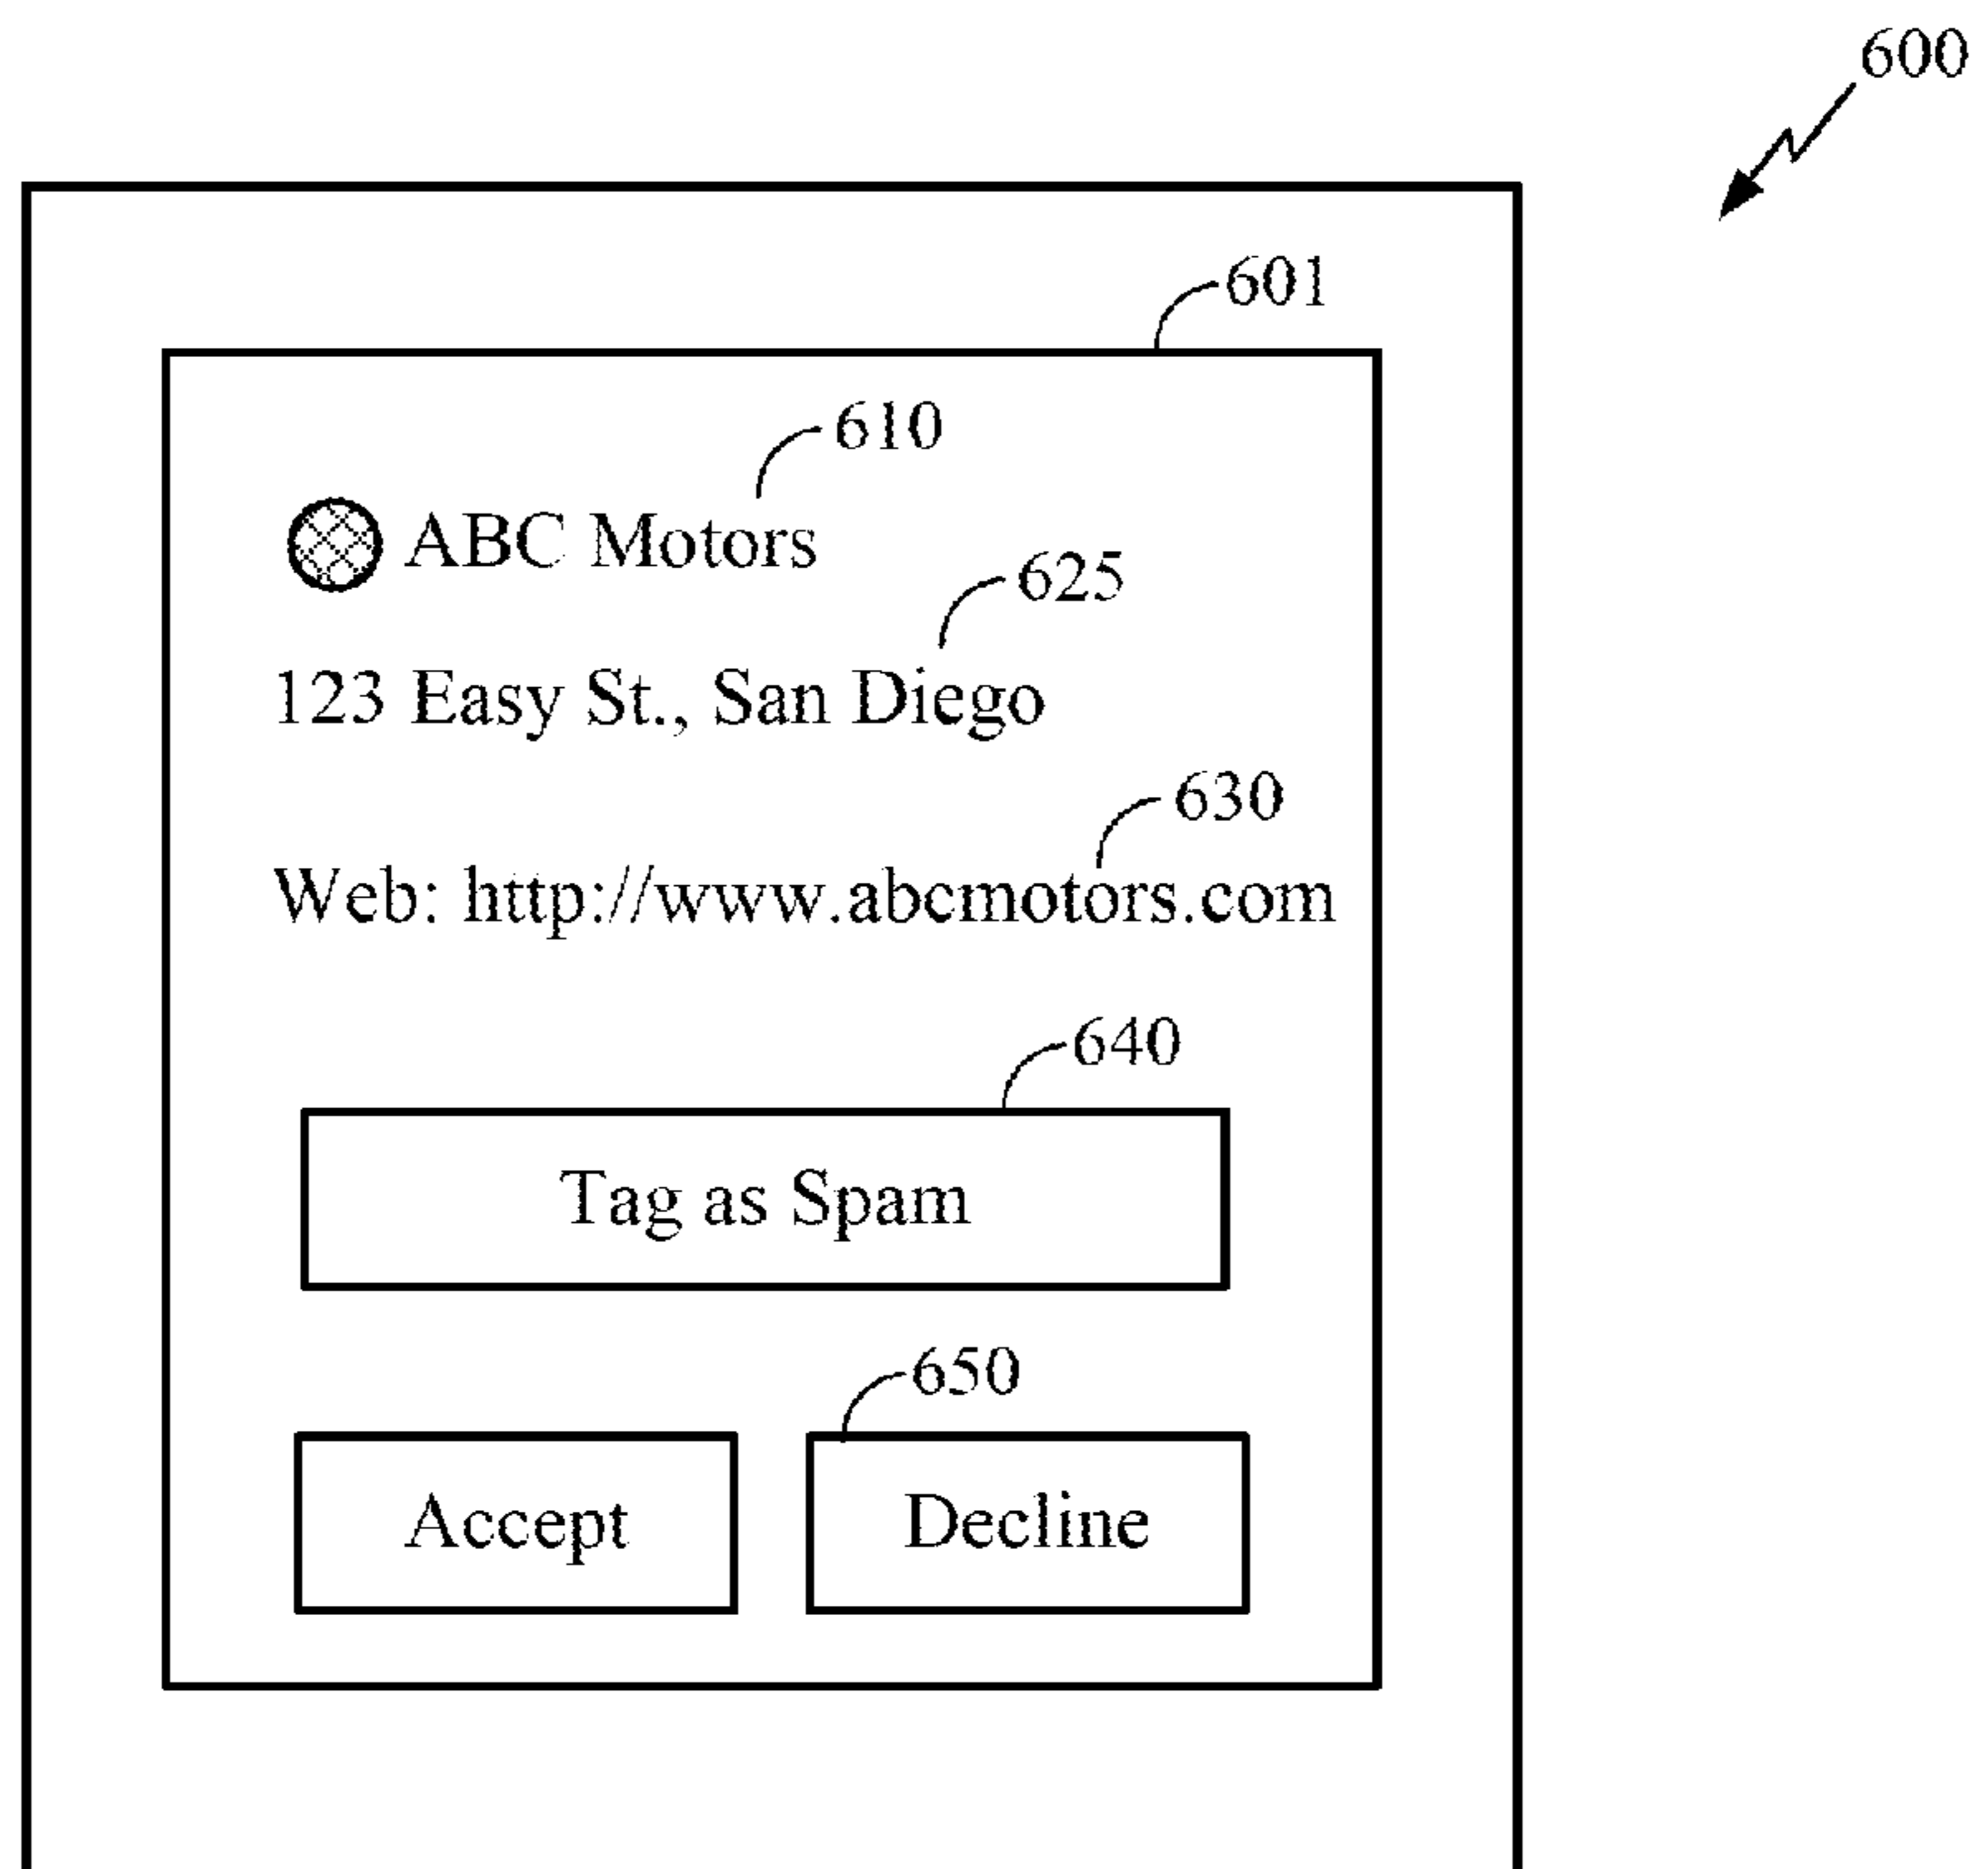 600
601
610
ABC Motors
625
123 Easy St., San Diego
630
Web: http://www.abcmotors.com
640
Tag as Spam
650
Accept Decline